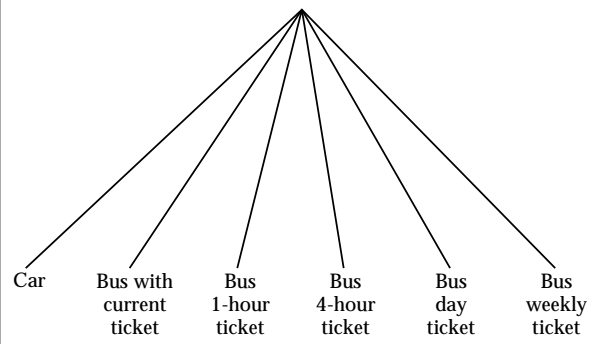 Car
Bus with
current
ticket
Bus
1-hour
ticket
Bus
4-hour
ticket
Bus
day
ticket
Bus
weekly
ticket